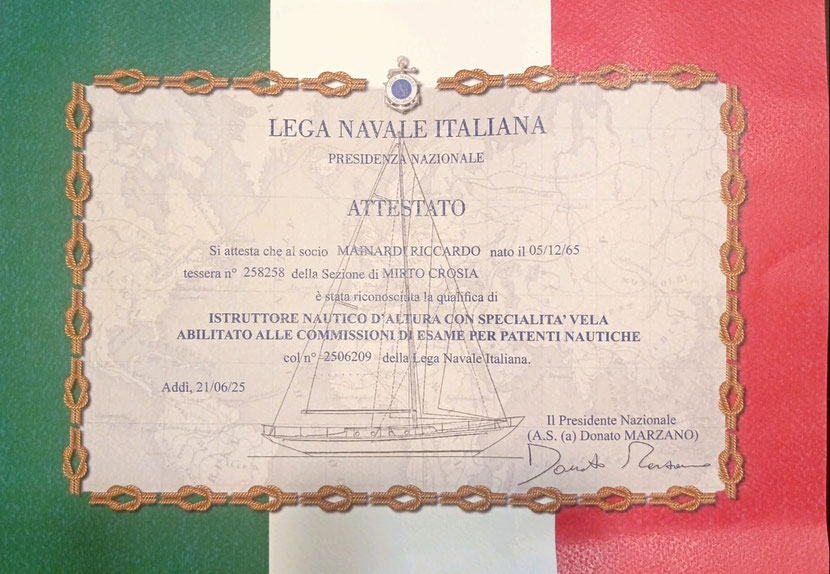 LEGA NAVALE ITALIANA
PRESIDENZA NAZIONALE
ATTESTATO
Si attesta che al socio MAINARDI RICCARDO nato il 05/12/65
tessera n° 258258 della Sezione di MIRTO CROSIA
è stata riconosciuta la qualifica di
ISTRUTTORE NAUTICO D'ALTURA CON SPECIALITA' VELA
ABILITATO ALLE COMMISSIONI DI ESAME PER PATENTI NAUTICHE
col n° 2506209 della Lega Navale Italiana.
Addì, 21/06/25
Il Presidente Nazionale
(A.S. (a) Donato MARZANO)
Donato Marzano